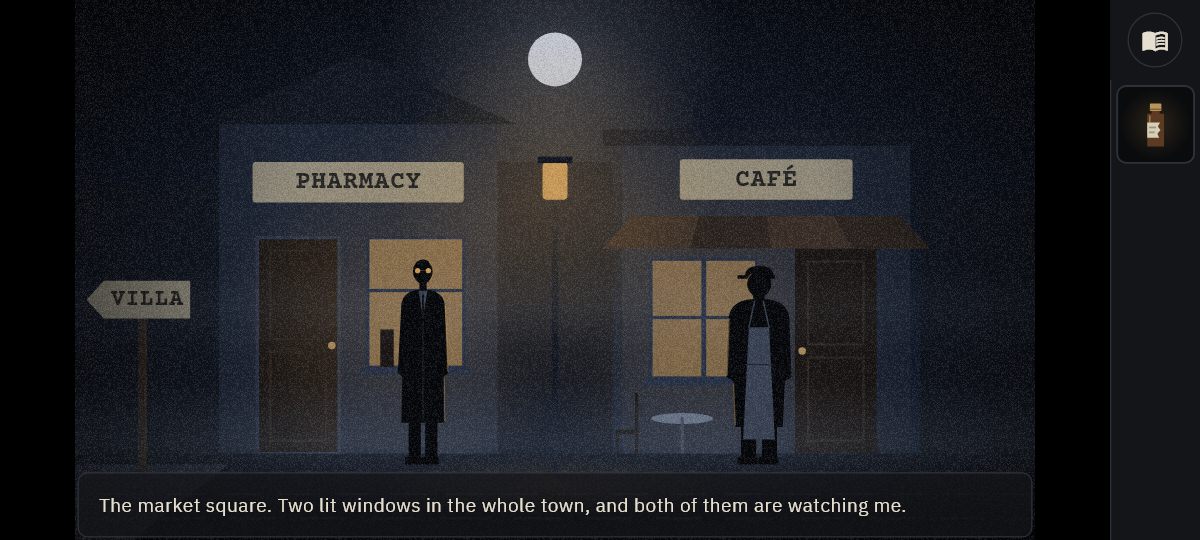 PHARMACY
CAFÉ
VILLA
The market square. Two lit windows in the whole town, and both of them are watching me.